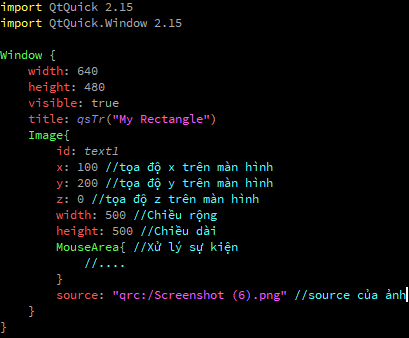 import QtQuick 2.15
import QtQuick.Window 2.15
Window {
width: 640
height: 480
visible: true
title: qsTr("My Rectangle")
Image{
id: text1
x: 100 //tọa độ x trên màn hình
y: 200 //tọa độ y trên màn hình
z: 0 //tọa độ z trên màn hình
width: 500 //Chiều rộng
height: 500 //Chiều dài
MouseArea{ //Xử lý sự kiện
//....
}
source: "qrc:/Screenshot (6).png" //source của ảnh
}
}